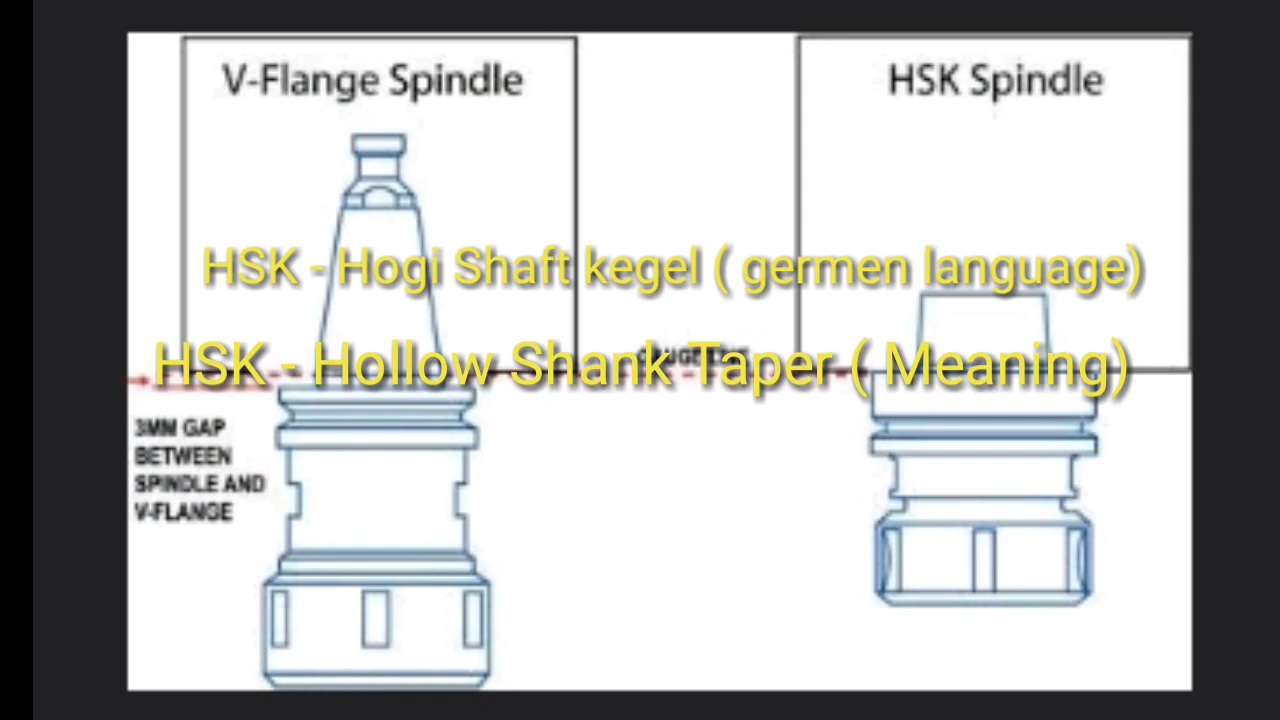 V-Flange Spindle
HSK Spindle
HSK - Hogi Shaft kegel ( germen language)
HSK - Hollow Shank Taper ( Meaning)
3MM GAP
BETWEEN
SPINDLE AND
V-FLANGE